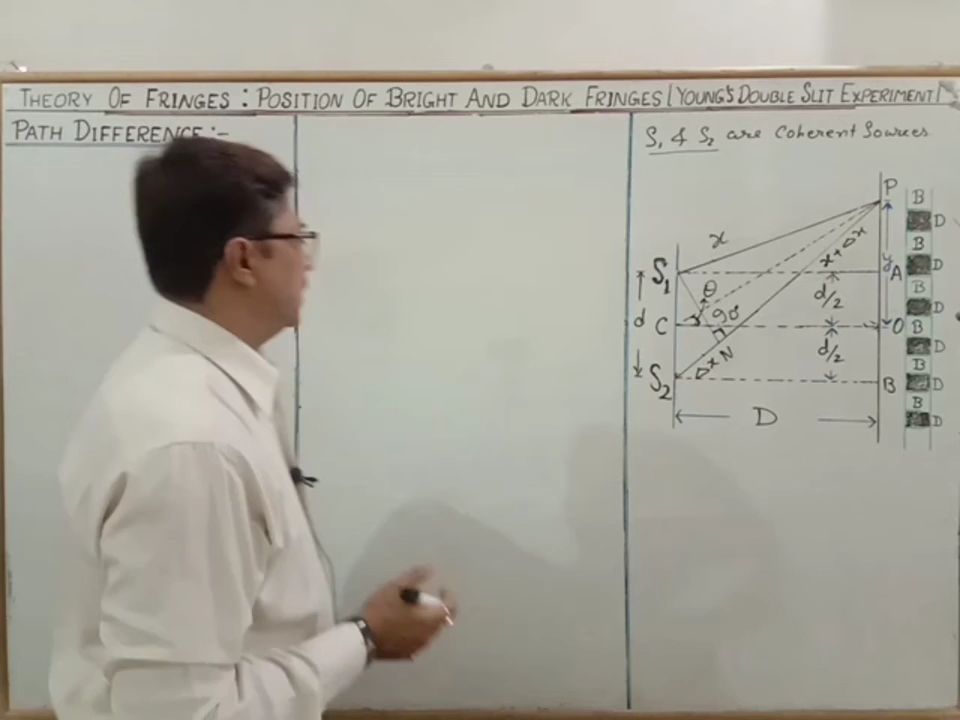 THEORY OF FRINGES : POSITION OF BRIGHT AND DARK FRINGES (YOUNG'S DOUBLE SLIT EXPERIMENT)
PATH DIFFERENCE :-
S₁ & S₂ are Coherent Sources
P
B
D
x
x+Δx
B
y
S₁
A
D
θ
d/2
B
d
90°
D
C
O
B
d/2
D
N
B
Δx
S₂
B
D
B
D
D